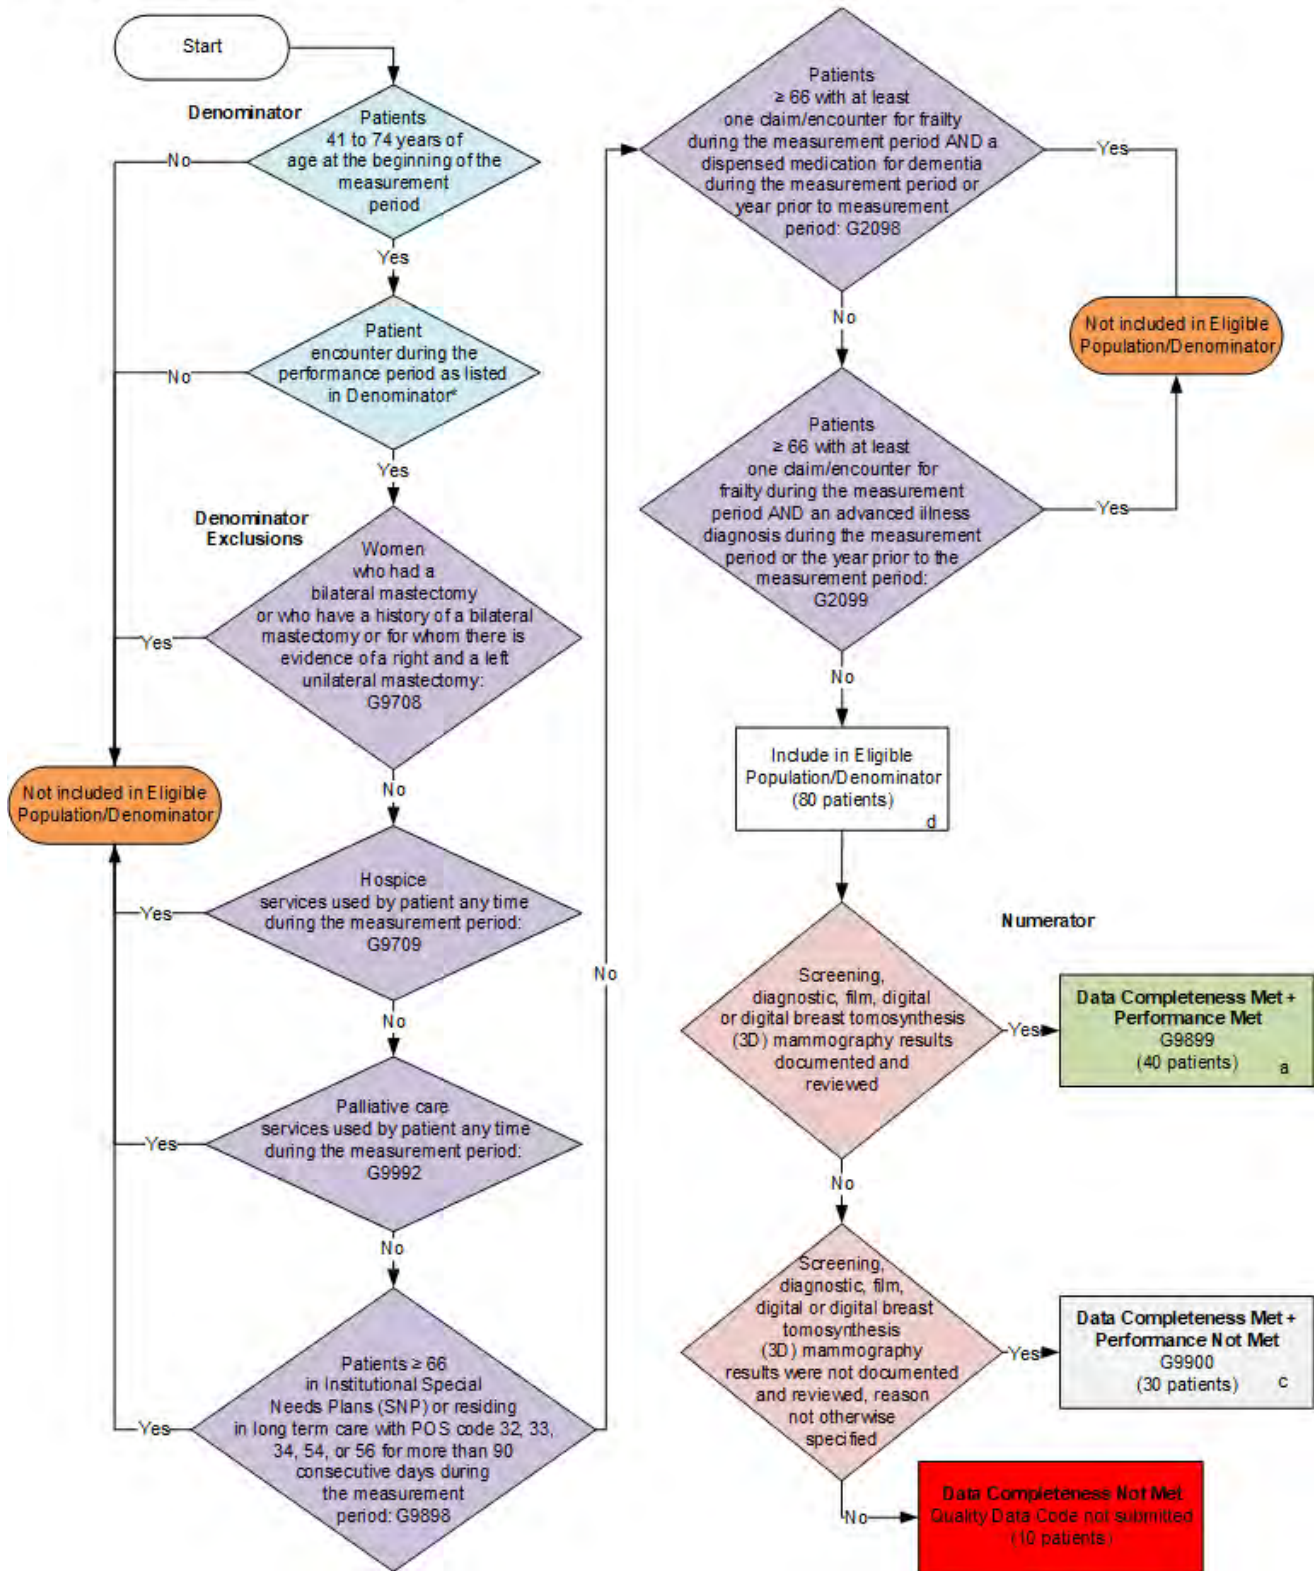 Start
Denominator
Patients
41 to 74 years of
age at the beginning of the
measurement
period
No
Yes
Patient
encounter during the
performance period as listed
in Denominator*
No
Yes
Denominator
Exclusions
Women
who had a
bilateral mastectomy
or who have a history of a bilateral
mastectomy or for whom there is
evidence of a right and a left
unilateral mastectomy:
G9708
Yes
No
Not included in Eligible
Population/Denominator
Hospice
services used by patient any time
during the measurement period:
G9709
Yes
No
Palliative care
services used by patient any time
during the measurement period:
G9992
Yes
No
Patients ≥ 66
in Institutional Special
Needs Plans (SNP) or residing
in long term care with POS code 32, 33,
34, 54, or 56 for more than 90
consecutive days during
the measurement
period: G9898
Yes
No
Patients
≥ 66 with at least
one claim/encounter for frailty
during the measurement period AND a
dispensed medication for dementia
during the measurement period or
year prior to measurement
period: G2098
Yes
No
Not included in Eligible
Population/Denominator
Patients
≥ 66 with at least
one claim/encounter for
frailty during the measurement
period AND an advanced illness
diagnosis during the measurement
period or the year prior to the
measurement period:
G2099
Yes
No
Include in Eligible
Population/Denominator
(80 patients)
d
Numerator
Screening,
diagnostic, film, digital
or digital breast tomosynthesis
(3D) mammography results
documented and
reviewed
Yes
Data Completeness Met +
Performance Met
G9899
(40 patients)
a
No
Screening,
diagnostic, film,
digital or digital breast
tomosynthesis
(3D) mammography
results were not documented
and reviewed, reason
not otherwise
specified
Yes
Data Completeness Met +
Performance Not Met
G9900
(30 patients)
c
No
Data Completeness Not Met
Quality Data Code not submitted
(10 patients)